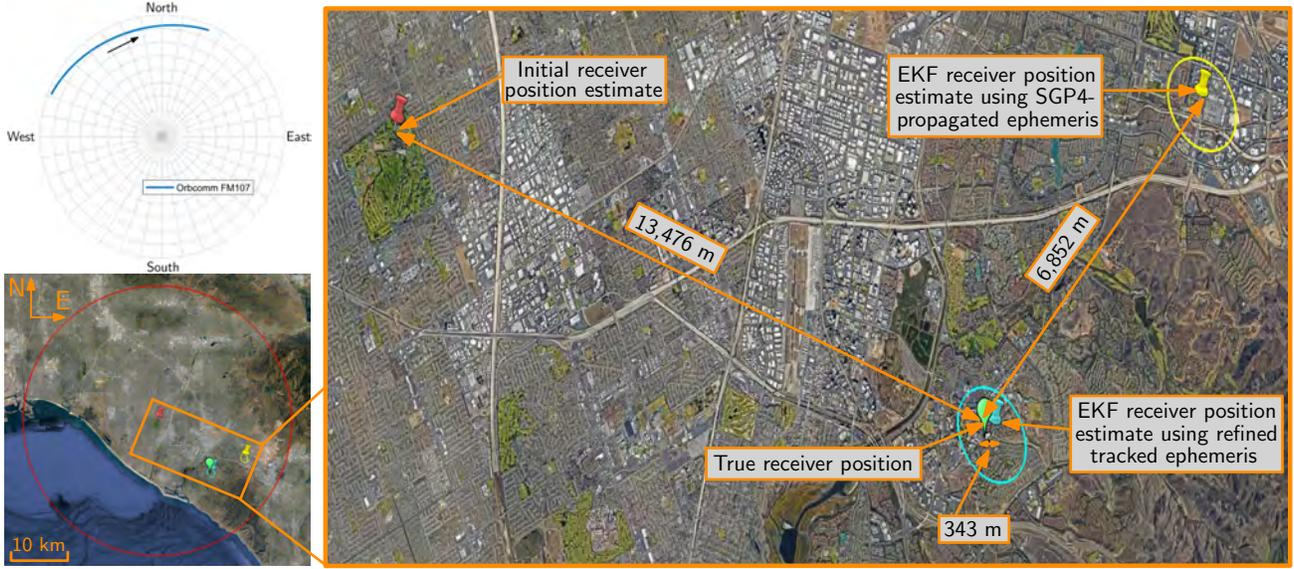 North
West
East
Orbcomm FM107
South
N
E
10 km
Initial receiver
position estimate
EKF receiver position
estimate using SGP4-
propagated ephemeris
13,476 m
6,852 m
True receiver position
EKF receiver position
estimate using refined
tracked ephemeris
343 m